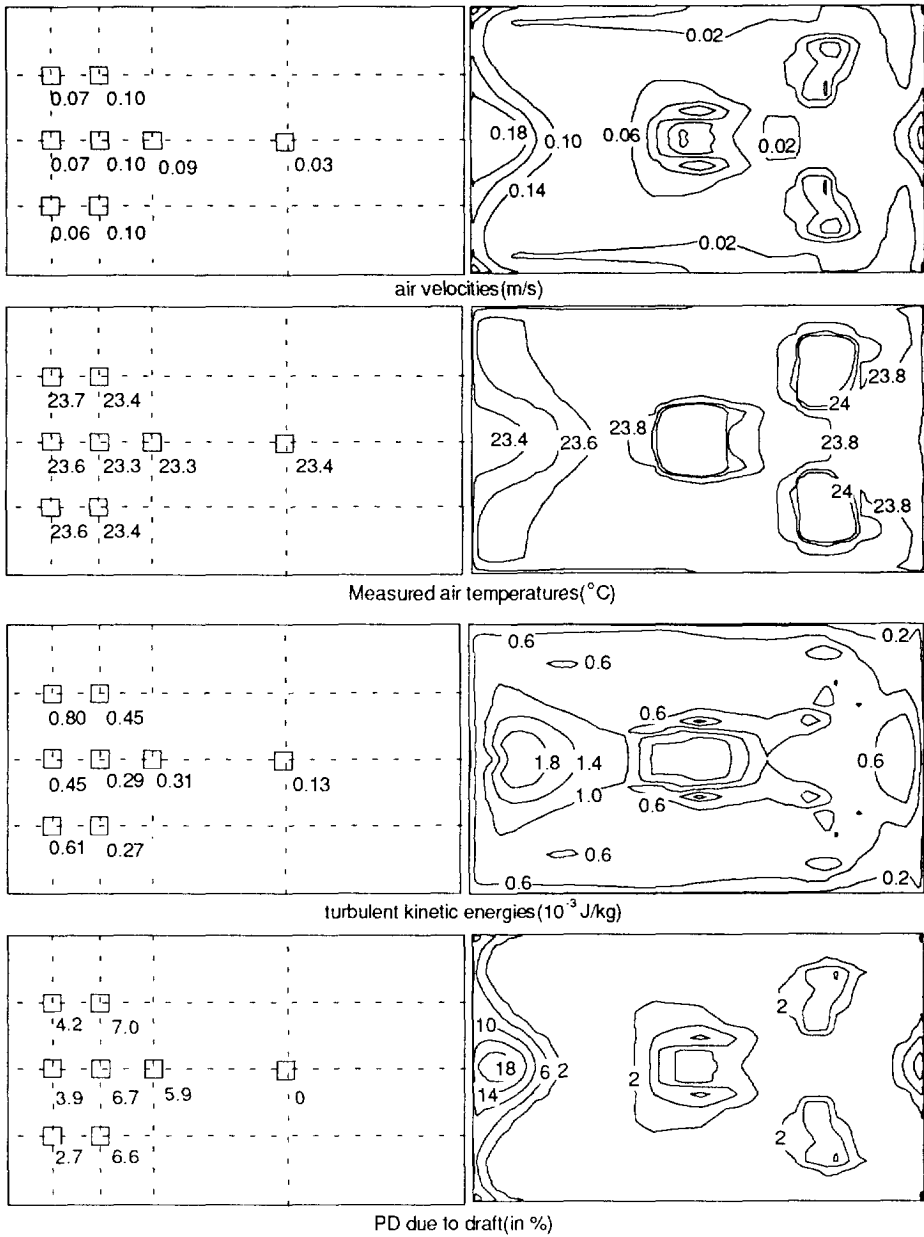 0.07 0.10
0.07 0.10 0.09 0.03
0.06 0.10
0.02
0.18 0.10 0.06 0.02
0.14
0.02
air velocities(m/s)
23.7 23.4
23.6 23.3 23.3 23.4
23.6 23.4
23.8
24
23.4 23.6 23.8 23.8
24 23.8
Measured air temperatures(°C)
0.80 0.45
0.45 0.29 0.31 0.13
0.61 0.27
0.6 0.2
0.6
0.6
1.8 1.4 0.6
1.0 0.6
0.6
0.6 0.2
turbulent kinetic energies(10⁻³ J/kg)
4.2 7.0
3.9 6.7 5.9 0
2.7 6.6
2
10
18 6 2 2
14
2
PD due to draft(in %)